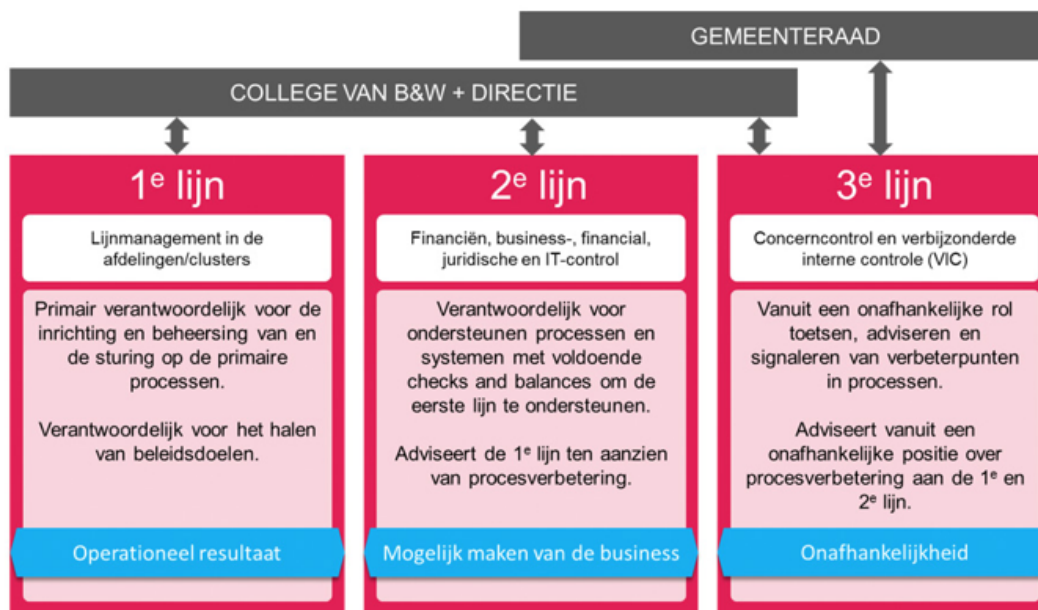 GEMEENTERAAD
COLLEGE VAN B&W + DIRECTIE
1e lijn
Lijnmanagement in de
afdelingen/clusters
Primair verantwoordelijk voor de
inrichting en beheersing van en
de sturing op de primaire
processen.
Verantwoordelijk voor het halen
van beleidsdoelen.
Operationeel resultaat
2e lijn
Financiën, business-, financial,
juridische en IT-control
Verantwoordelijk voor
ondersteunen processen en
systemen met voldoende
checks and balances om de
eerste lijn te ondersteunen.
Adviseert de 1e lijn ten aanzien
van procesverbetering.
Mogelijk maken van de business
3e lijn
Concerncontrol en verbijzonderde
interne controle (VIC)
Vanuit een onafhankelijke rol
toetsen, adviseren en
signaleren van verbeterpunten
in processen.
Adviseert vanuit een
onafhankelijke positie over
procesverbetering aan de 1e en
2e lijn.
Onafhankelijkheid